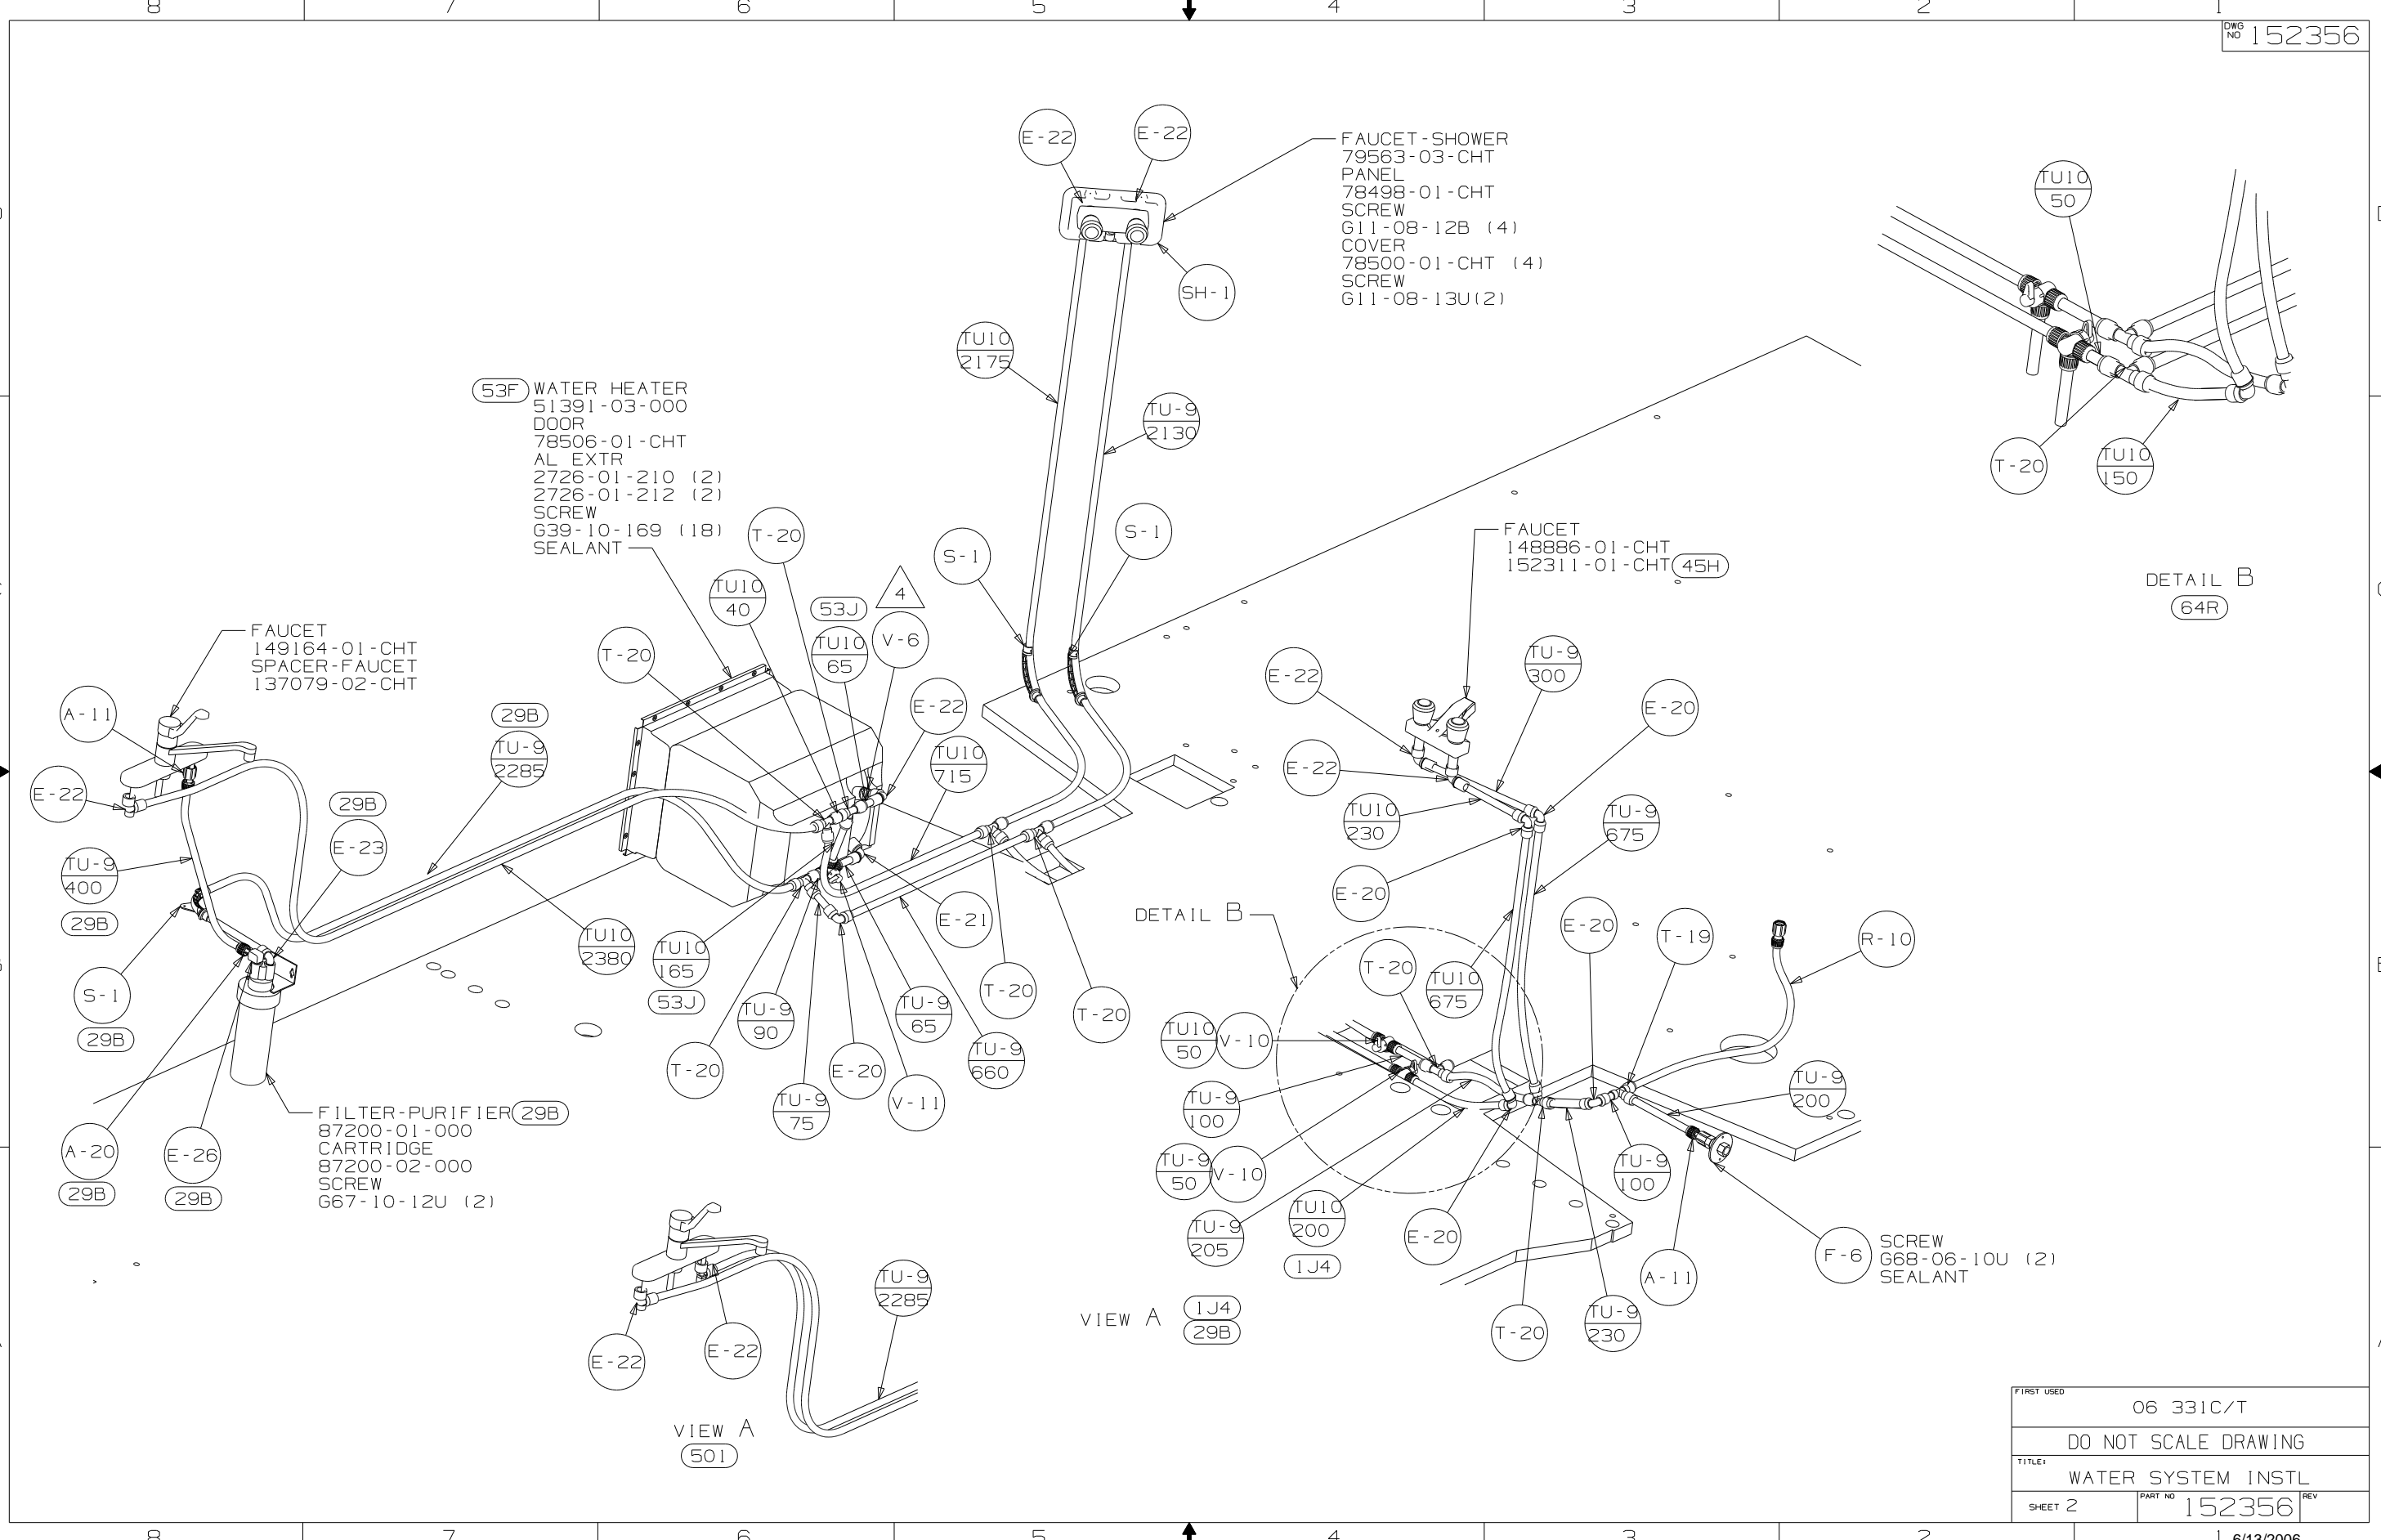 8 7 6 5 4 3 2 1
DWG NO 152356
E-22
E-22
FAUCET-SHOWER
79563-03-CHT
PANEL
78498-01-CHT
SCREW
G11-08-12B (4)
COVER
78500-01-CHT (4)
SCREW
G11-08-13U(2)
SH-1
TU10
50
TU10
2175
TU-9
2130
T-20
TU10
150
DETAIL B
64R
53F WATER HEATER
51391-03-000
DOOR
78506-01-CHT
AL EXTR
2726-01-210 (2)
2726-01-212 (2)
SCREW
G39-10-169 (18)
SEALANT
T-20
S-1
S-1
FAUCET
148886-01-CHT
152311-01-CHT 45H
TU10
40
53J
4
TU10
65
V-6
T-20
E-22
TU10
715
FAUCET
149164-01-CHT
SPACER-FAUCET
137079-02-CHT
A-11
29B
TU-9
2285
E-22
29B
E-23
TU-9
400
29B
TU10
2380
S-1
29B
TU10
165
53J
TU-9
90
TU-9
65
E-21
T-20
T-20
T-20
TU-9
75
E-20
V-11
TU-9
660
E-22
TU-9
300
E-20
E-22
TU10
230
TU-9
675
E-20
DETAIL B
E-20
T-19
R-10
T-20
TU10
675
TU10
50
V-10
TU-9
100
TU-9
50
V-10
TU-9
205
TU10
200
1J4
E-20
TU-9
200
TU-9
100
A-11
F-6
SCREW
G68-06-10U (2)
SEALANT
T-20
TU-9
230
VIEW A
1J4
29B
A-20
29B
E-26
29B
FILTER-PURIFIER 29B
87200-01-000
CARTRIDGE
87200-02-000
SCREW
G67-10-12U (2)
E-22
E-22
TU-9
2285
VIEW A
501
FIRST USED
06 331C/T
DO NOT SCALE DRAWING
TITLE:
WATER SYSTEM INSTL
SHEET 2
PART NO 152356
REV
8 7 6 5 4 3 2 1
6/13/2006